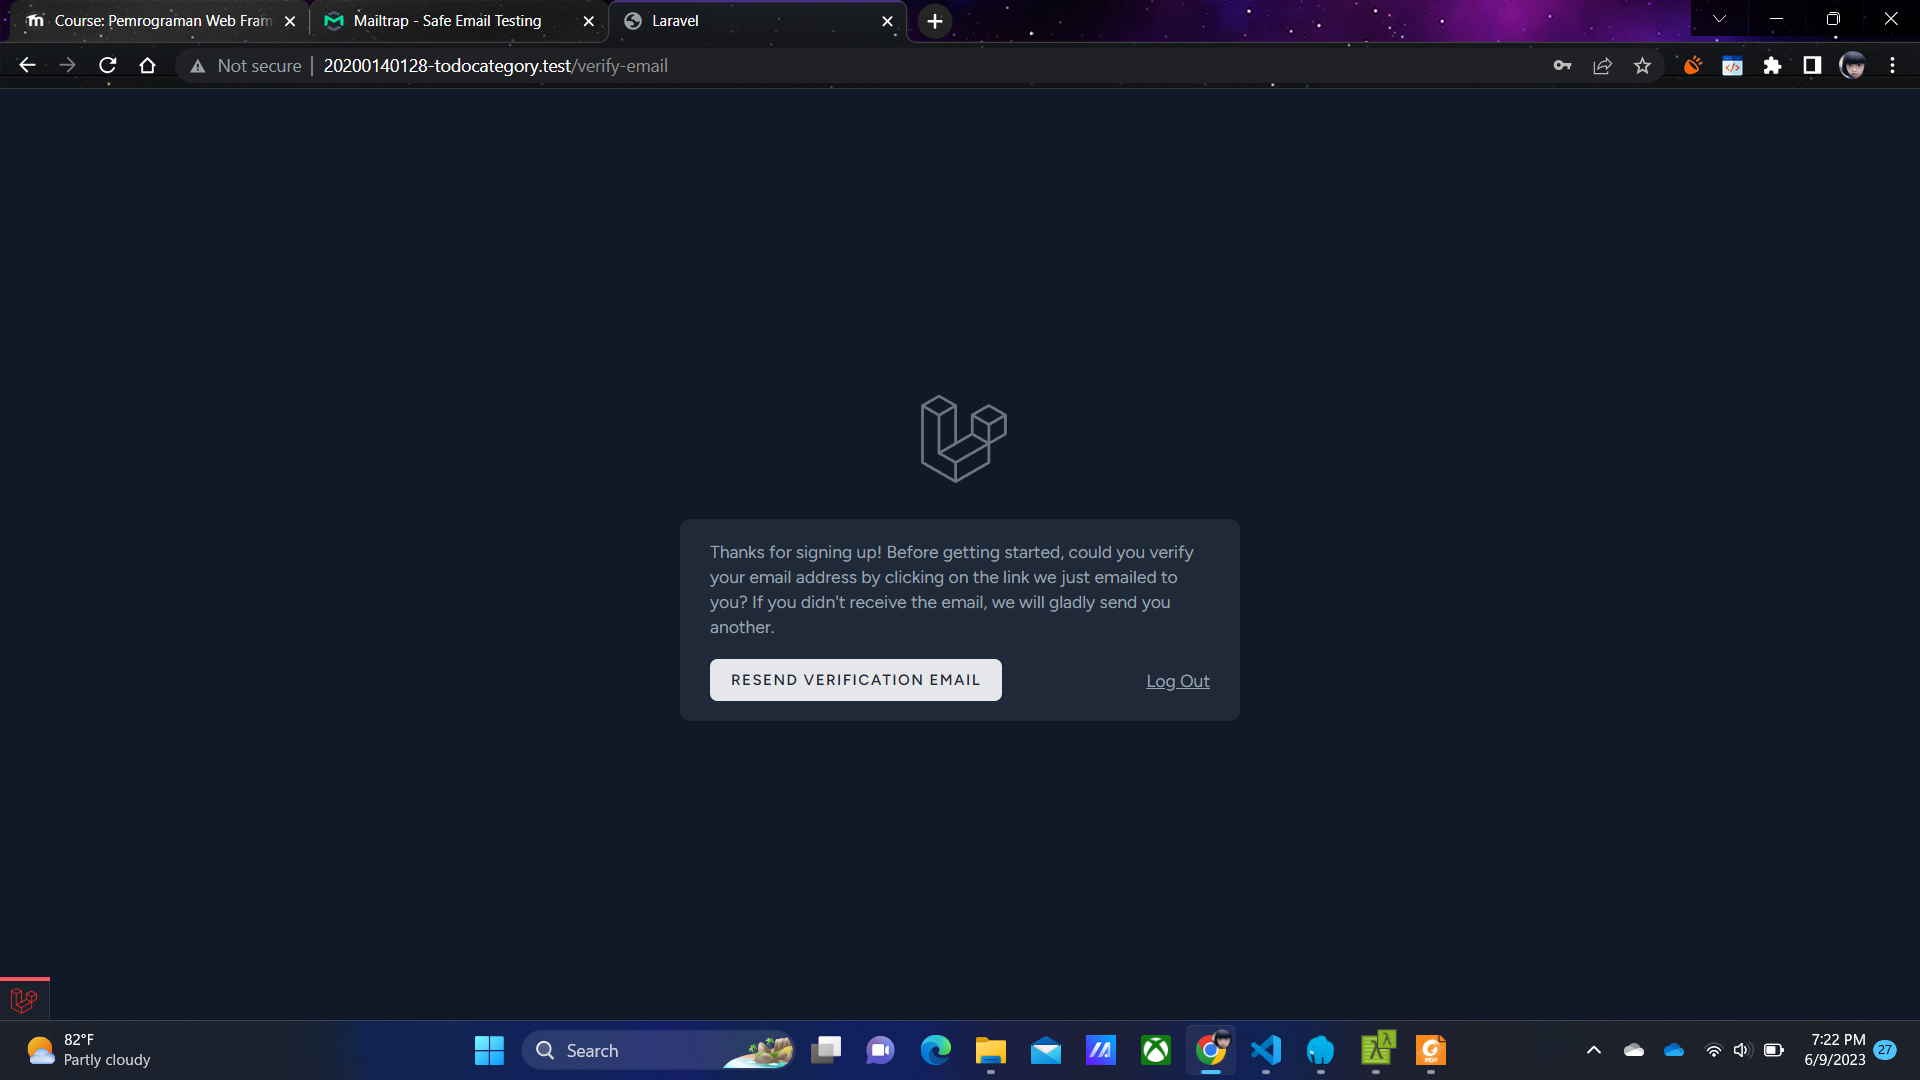 Course: Pemrograman Web Fram
Mailtrap - Safe Email Testing
Laravel
Not secure
20200140128-todocategory.test/verify-email
Thanks for signing up! Before getting started, could you verify
your email address by clicking on the link we just emailed to
you? If you didn't receive the email, we will gladly send you
another.
RESEND VERIFICATION EMAIL
Log Out
82°F
Partly cloudy
Search
PDF
7:22 PM
6/9/2023
27